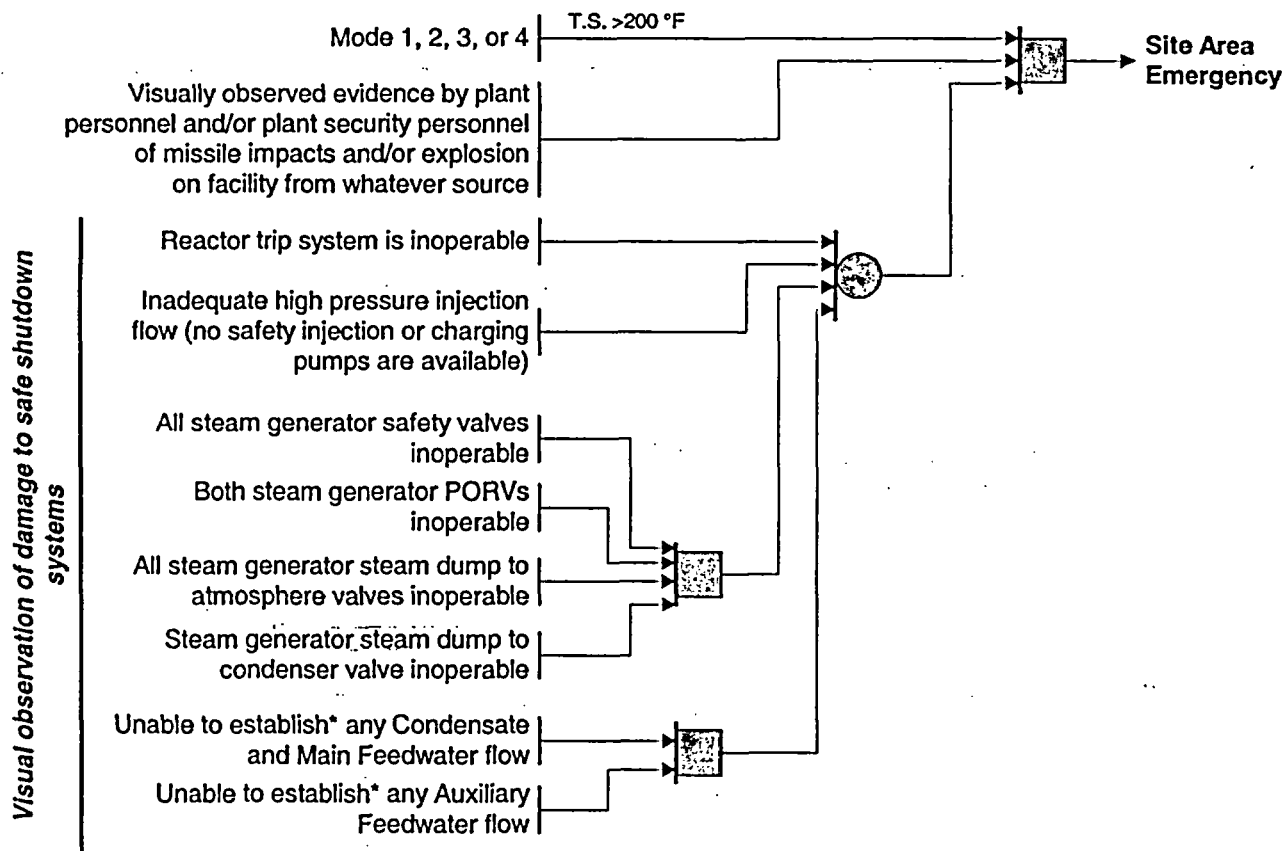 Mode 1, 2, 3, or 4
T.S. >200 °F
Site Area
Emergency
Visually observed evidence by plant
personnel and/or plant security personnel
of missile impacts and/or explosion
on facility from whatever source
Visual observation of damage to safe shutdown
systems
Reactor trip system is inoperable
Inadequate high pressure injection
flow (no safety injection or charging
pumps are available)
All steam generator safety valves
inoperable
Both steam generator PORVs
inoperable
All steam generator steam dump to
atmosphere valves inoperable
Steam generator steam dump to
condenser valve inoperable
Unable to establish* any Condensate
and Main Feedwater flow
Unable to establish* any Auxiliary
Feedwater flow